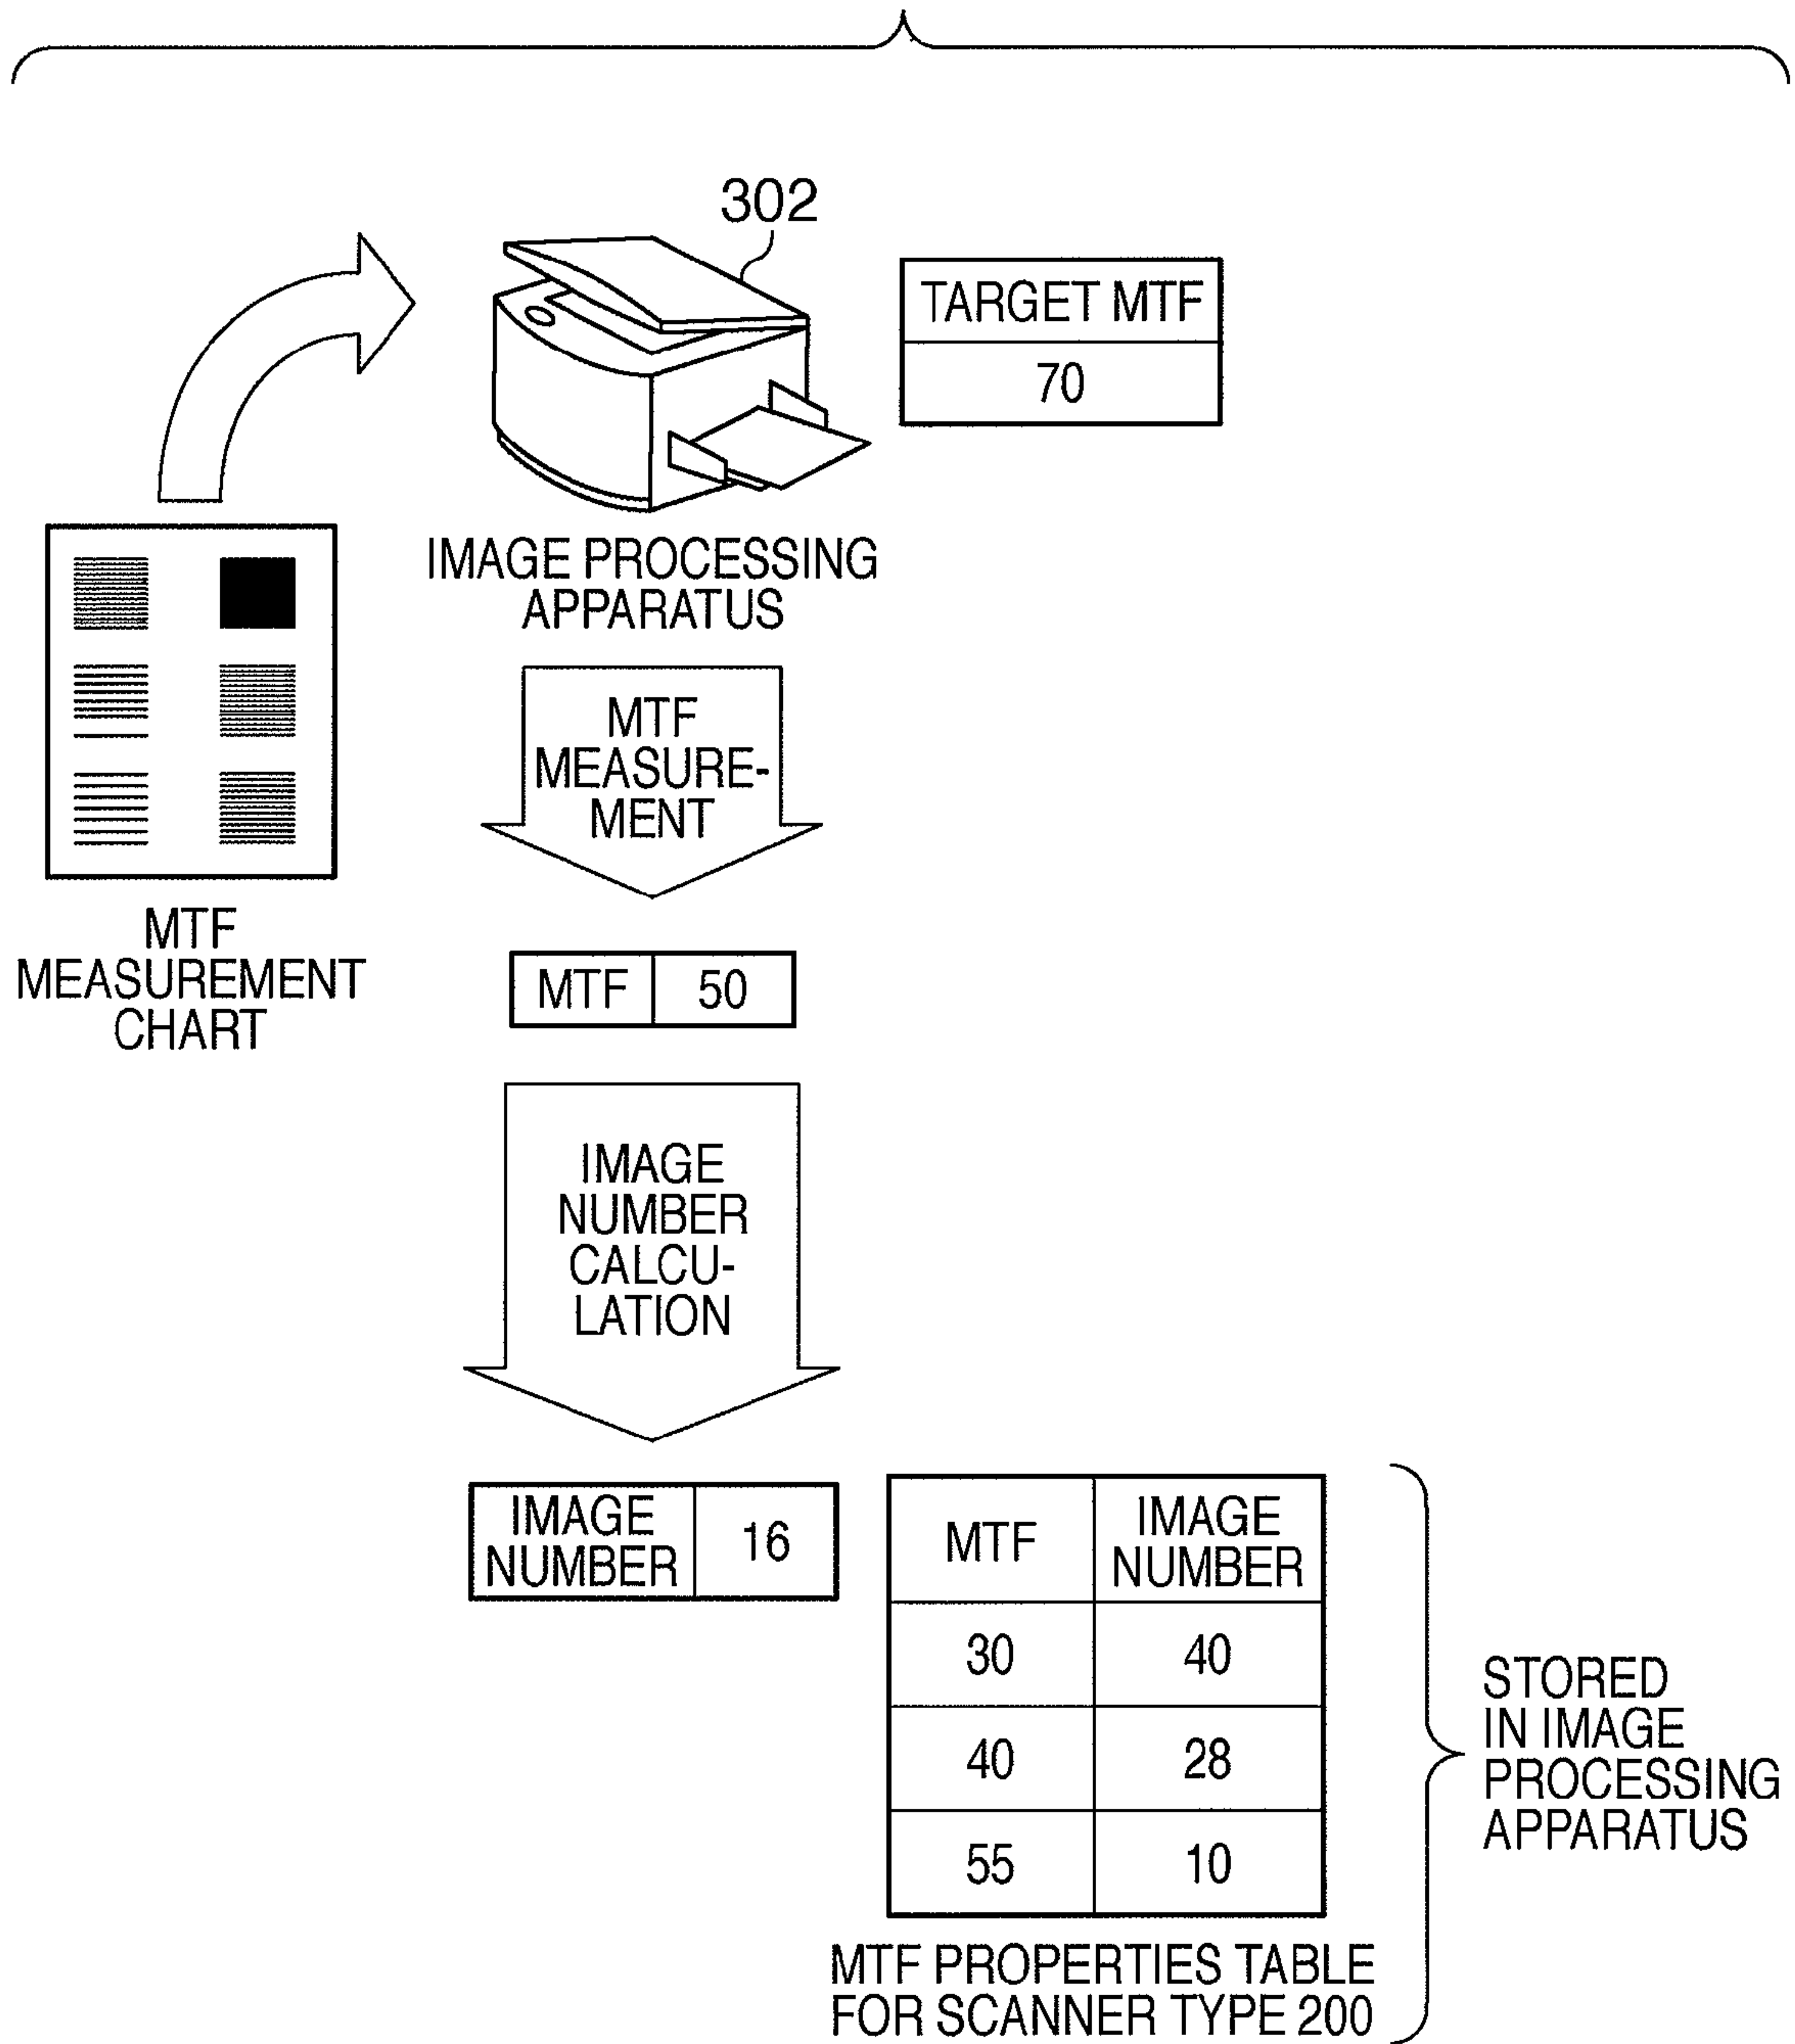 302
TARGET MTF
70
IMAGE PROCESSING
APPARATUS
MTF
MEASURE-
MENT
MTF
MEASUREMENT
CHART
MTF 50
IMAGE
NUMBER
CALCU-
LATION
IMAGE
NUMBER
16
MTF
IMAGE
NUMBER
30 40
40 28
55 10
MTF PROPERTIES TABLE
FOR SCANNER TYPE 200
STORED
IN IMAGE
PROCESSING
APPARATUS